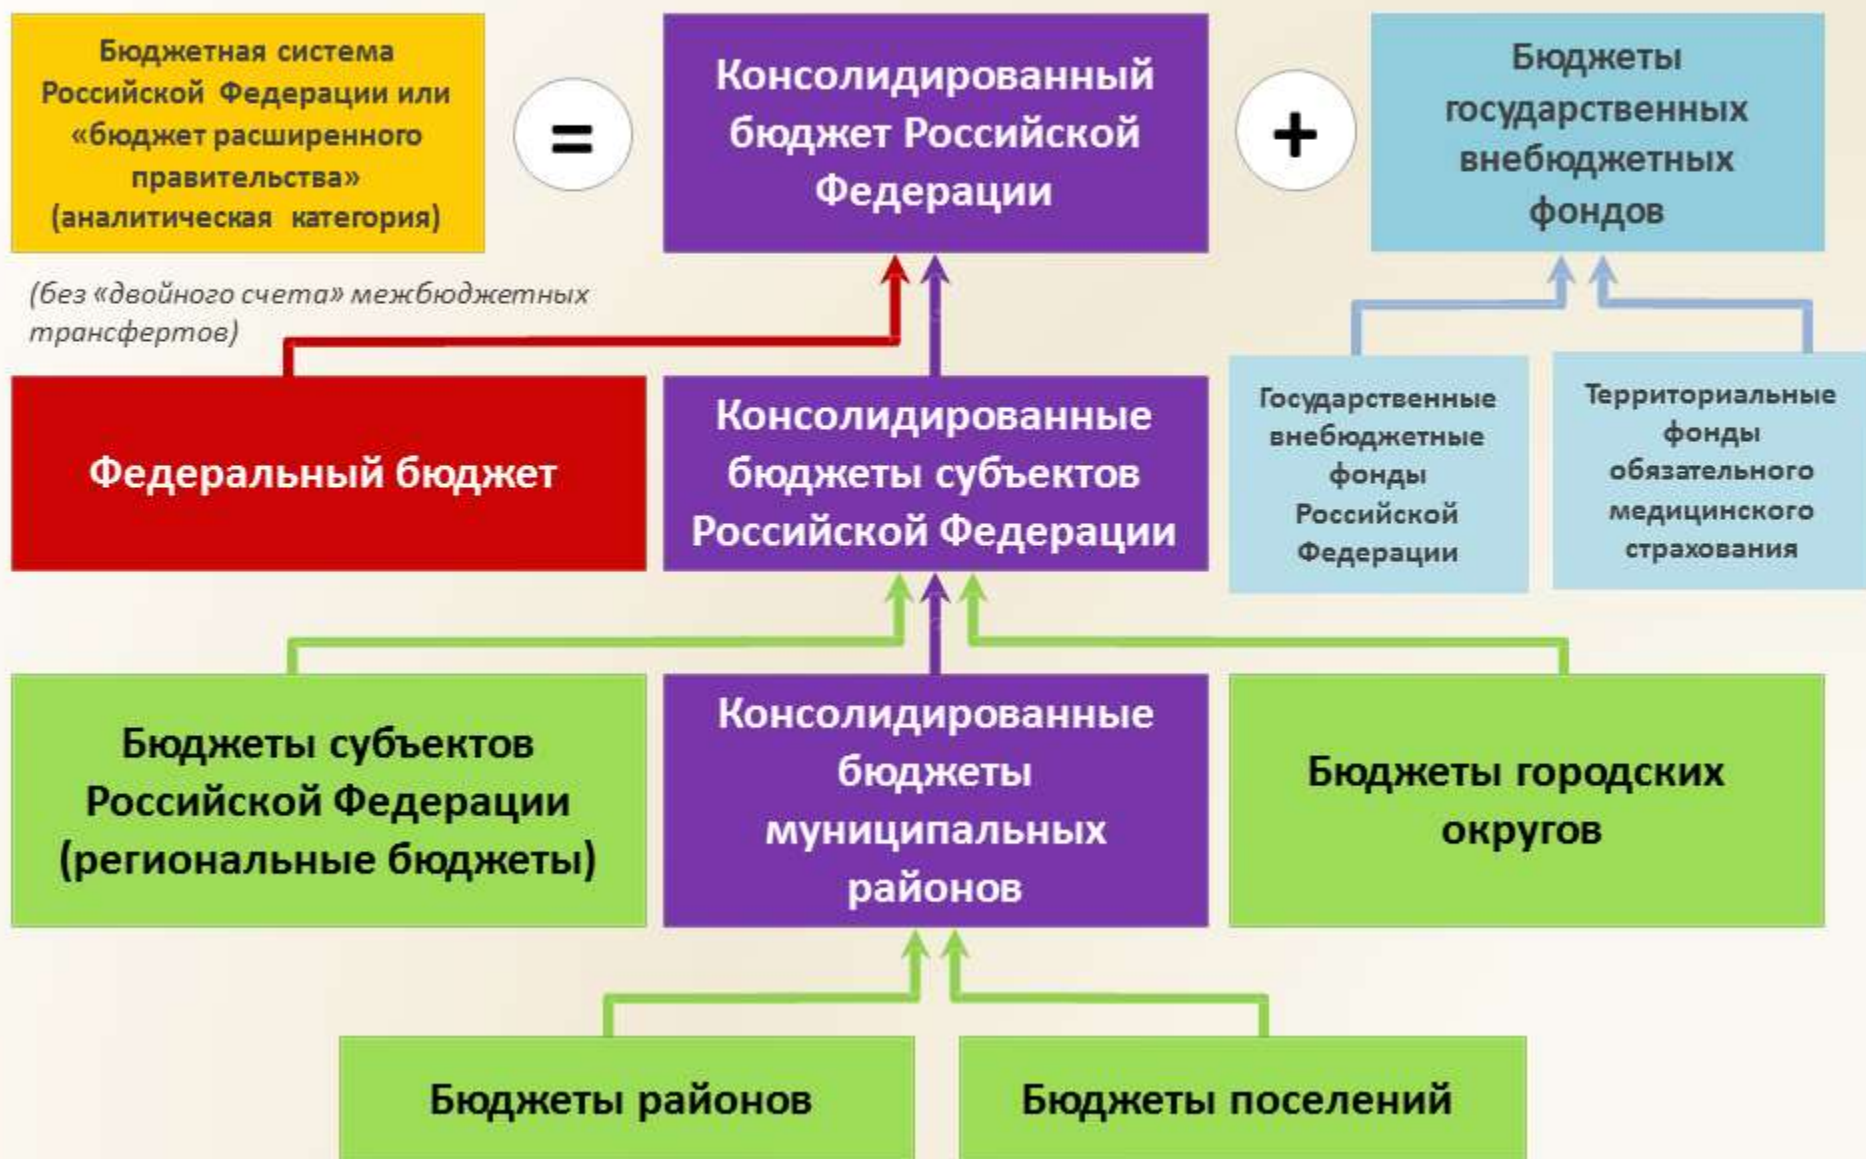 Бюджетная система
Российской Федерации или
«бюджет расширенного
правительства»
(аналитическая категория)
=
Консолидированный
бюджет Российской
Федерации
+
Бюджеты
государственных
внебюджетных
фондов
(без «двойного счета» межбюджетных
трансфертов)
Федеральный бюджет
Консолидированные
бюджеты субъектов
Российской Федерации
Государственные
внебюджетные
фонды
Российской
Федерации
Территориальные
фонды
обязательного
медицинского
страхования
Бюджеты субъектов
Российской Федерации
(региональные бюджеты)
Консолидированные
бюджеты
муниципальных
районов
Бюджеты городских
округов
Бюджеты районов
Бюджеты поселений